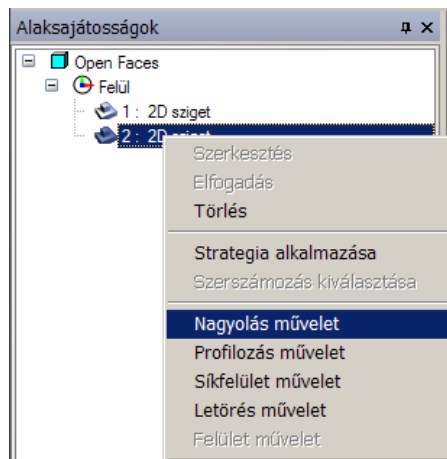 Alaksajátosságok
Open Faces
Felül
1 : 2D sziget
2 : 2D sziget
Szerkesztés
Elfogadás
Törlés
Strategia alkalmazása
Szerszámozás kiválasztása
Nagyolás művelet
Profilozás művelet
Síkfelület művelet
Letörés művelet
Felület művelet